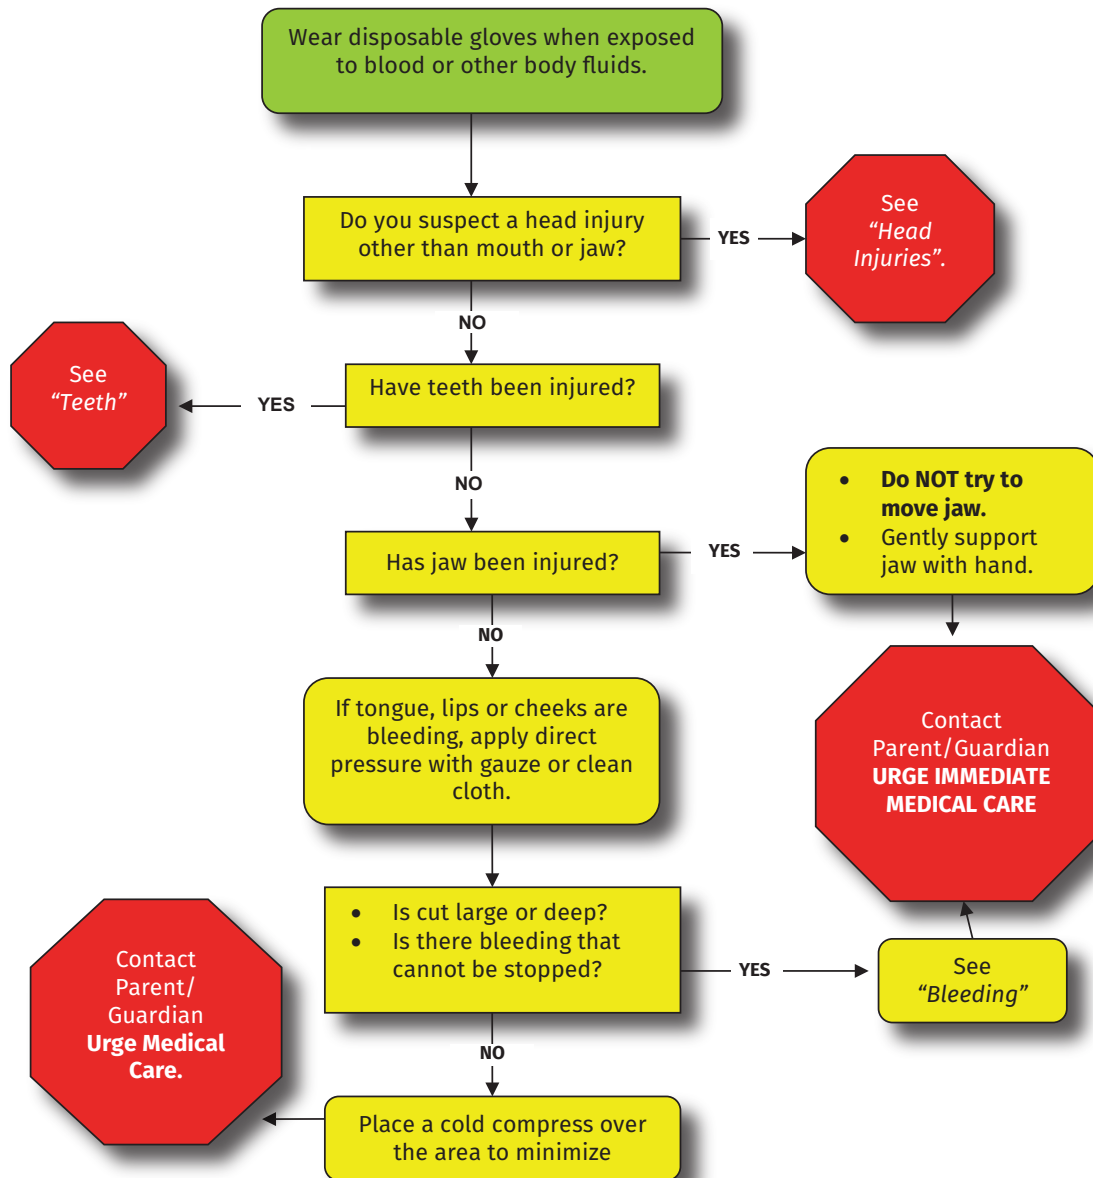 Wear disposable gloves when exposed
to blood or other body fluids.
Do you suspect a head injury
other than mouth or jaw?
YES
See
“Head
Injuries”.
NO
Have teeth been injured?
YES
See
“Teeth”
NO
Has jaw been injured?
YES
• Do NOT try to
move jaw.
• Gently support
jaw with hand.
NO
Contact
Parent/Guardian
URGE IMMEDIATE
MEDICAL CARE
If tongue, lips or cheeks are
bleeding, apply direct
pressure with gauze or clean
cloth.
• Is cut large or deep?
• Is there bleeding that
cannot be stopped?
YES
See
“Bleeding”
NO
Place a cold compress over
the area to minimize
Contact
Parent/
Guardian
Urge Medical
Care.